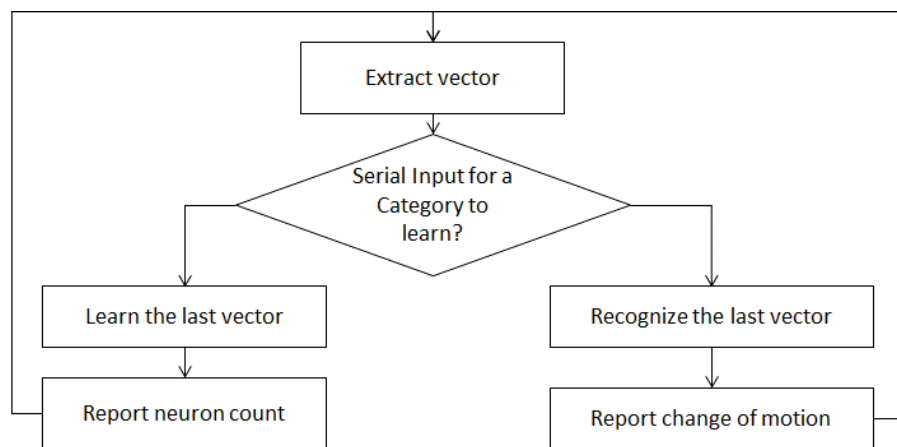 Extract vector
Serial Input for a
Category to
learn?
Learn the last vector
Recognize the last vector
Report neuron count
Report change of motion